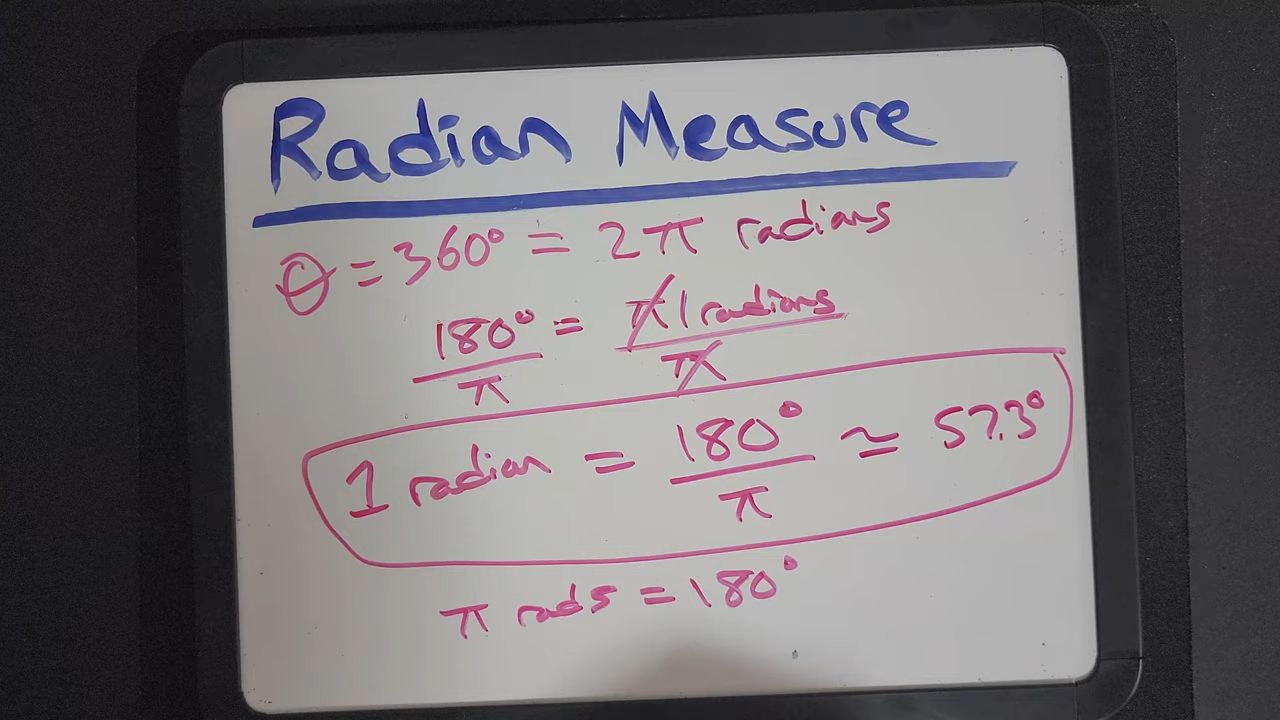 Radian Measure
θ = 360° = 2π radians
180°/π = π 1 radians/π
1 radian = 180°/π ≃ 57.3°
π rads = 180°